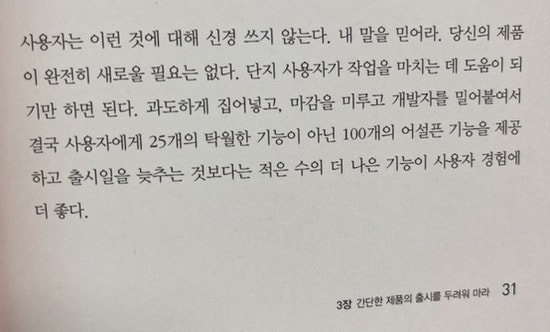 사용자는 이런 것에 대해 신경 쓰지 않는다. 내 말을 믿어라. 당신의 제품
이 완전히 새로울 필요는 없다. 단지 사용자가 작업을 마치는 데 도움이 되
기만 하면 된다. 과도하게 집어넣고, 마감을 미루고 개발자를 밀어붙여서
결국 사용자에게 25개의 탁월한 기능이 아닌 100개의 어설픈 기능을 제공
하고 출시일을 늦추는 것보다는 적은 수의 더 나은 기능이 사용자 경험에
더 좋다.
3장 간단한 제품의 출시를 두려워 마라 31